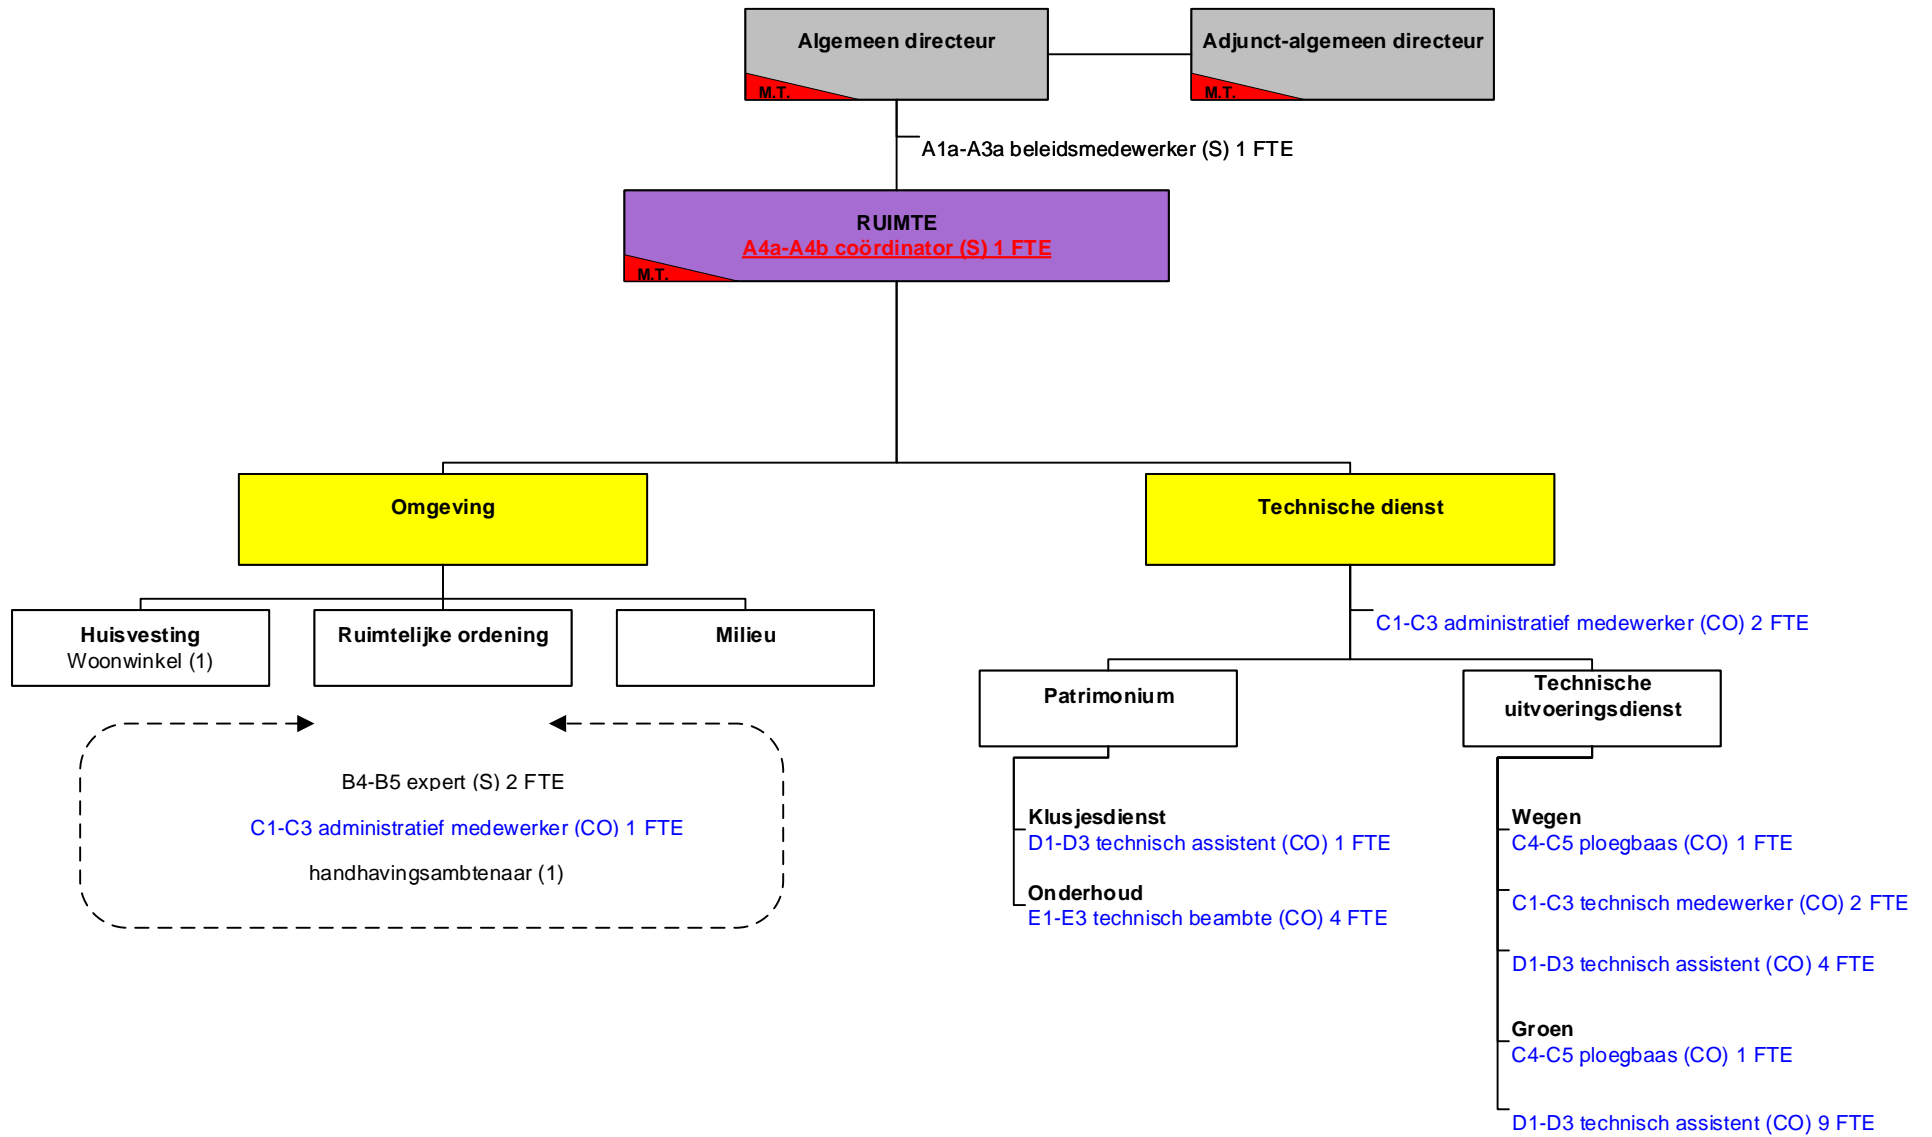 Algemeen directeur
M.T.
Adjunct-algemeen directeur
M.T.
A1a-A3a beleidsmedewerker (S) 1 FTE
RUIMTE
A4a-A4b coördinator (S) 1 FTE
M.T.
Omgeving
Technische dienst
Huisvesting
Woonwinkel (1)
Ruimtelijke ordening
Milieu
C1-C3 administratief medewerker (CO) 2 FTE
Patrimonium
Technische
uitvoeringsdienst
B4-B5 expert (S) 2 FTE
C1-C3 administratief medewerker (CO) 1 FTE
handhavingsambtenaar (1)
Klusjesdienst
D1-D3 technisch assistent (CO) 1 FTE
Onderhoud
E1-E3 technisch beambte (CO) 4 FTE
Wegen
C4-C5 ploegbaas (CO) 1 FTE
C1-C3 technisch medewerker (CO) 2 FTE
D1-D3 technisch assistent (CO) 4 FTE
Groen
C4-C5 ploegbaas (CO) 1 FTE
D1-D3 technisch assistent (CO) 9 FTE